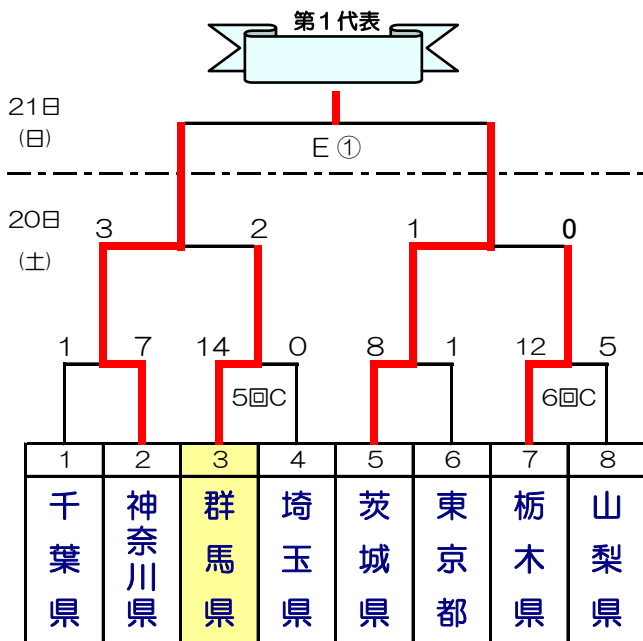 第1代表
21日
(日)
E ①
20日
(土)
3 2 1 0
1 7 14 0 8 1 12 5
5回C 6回C
1 2 3 4 5 6 7 8
千葉県 神奈川県 群馬県 埼玉県 茨城県 東京都 栃木県 山梨県